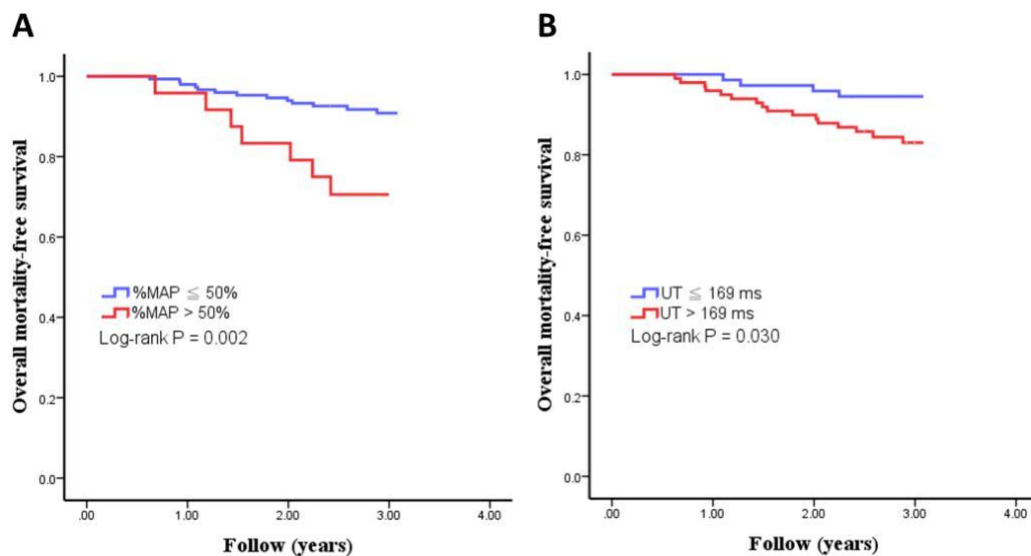 A
Overall mortality-free survival
1.0
0.8
0.6
0.4
0.2
0.0
%MAP ≦ 50%
%MAP > 50%
Log-rank P = 0.002
.00 1.00 2.00 3.00 4.00
Follow (years)
B
Overall mortality-free survival
1.0
0.8
0.6
0.4
0.2
0.0
UT ≦ 169 ms
UT > 169 ms
Log-rank P = 0.030
.00 1.00 2.00 3.00 4.00
Follow (years)